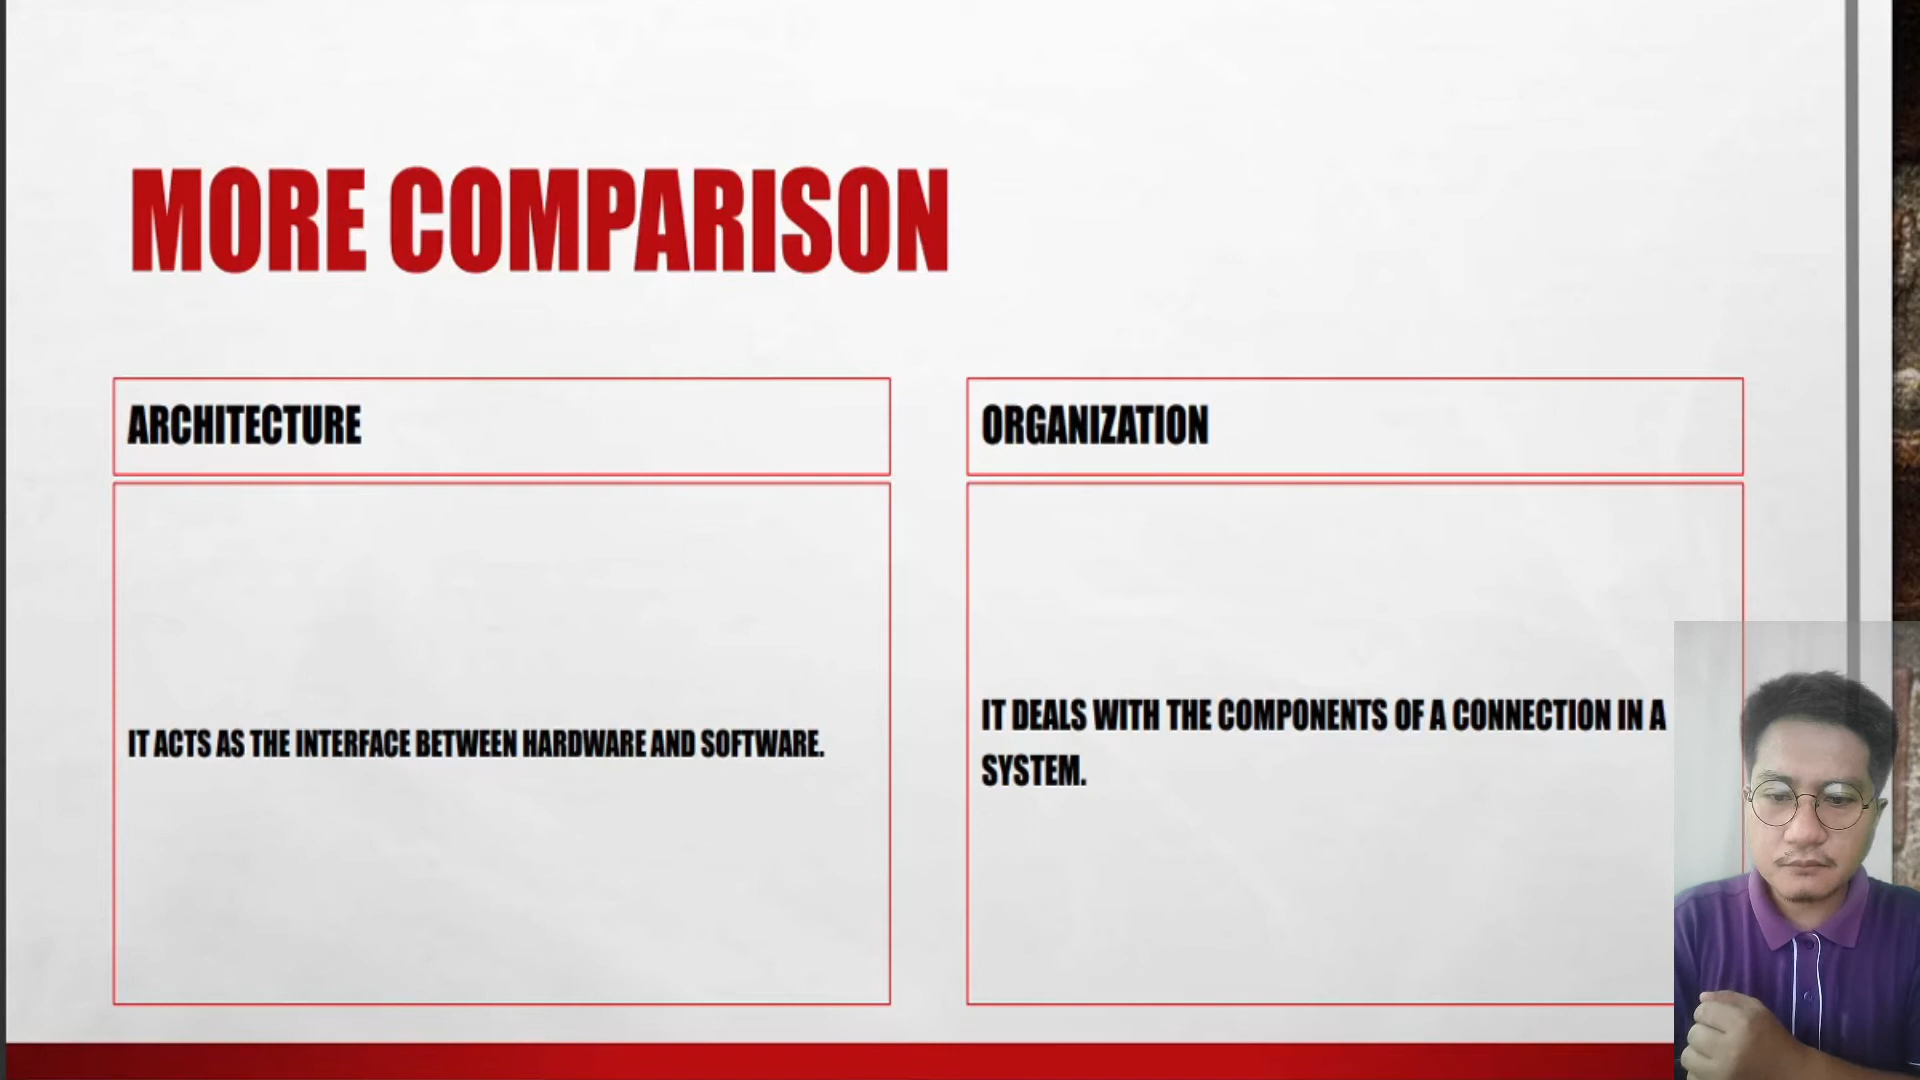 MORE COMPARISON
ARCHITECTURE
IT ACTS AS THE INTERFACE BETWEEN HARDWARE AND SOFTWARE.
ORGANIZATION
IT DEALS WITH THE COMPONENTS OF A CONNECTION IN A
SYSTEM.